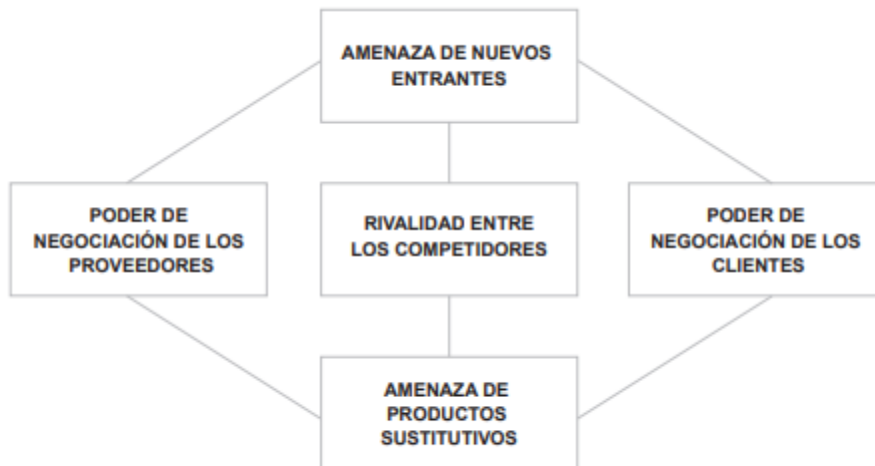 AMENAZA DE NUEVOS
ENTRANTES
PODER DE
NEGOCIACIÓN DE LOS
PROVEEDORES
RIVALIDAD ENTRE
LOS COMPETIDORES
PODER DE
NEGOCIACIÓN DE LOS
CLIENTES
AMENAZA DE
PRODUCTOS
SUSTITUTIVOS